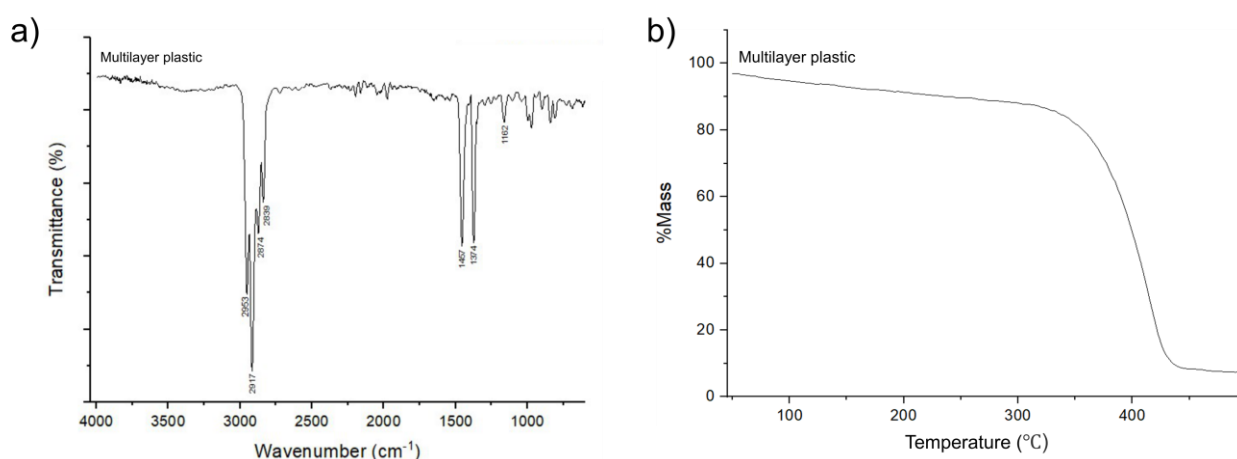 a)
Multilayer plastic
Transmittance (%)
2953
2917
2874
2839
1457
1374
1162
4000 3500 3000 2500 2000 1500 1000
Wavenumber (cm⁻¹)
b)
Multilayer plastic
%Mass
100
80
60
40
20
0
100 200 300 400
Temperature (℃)